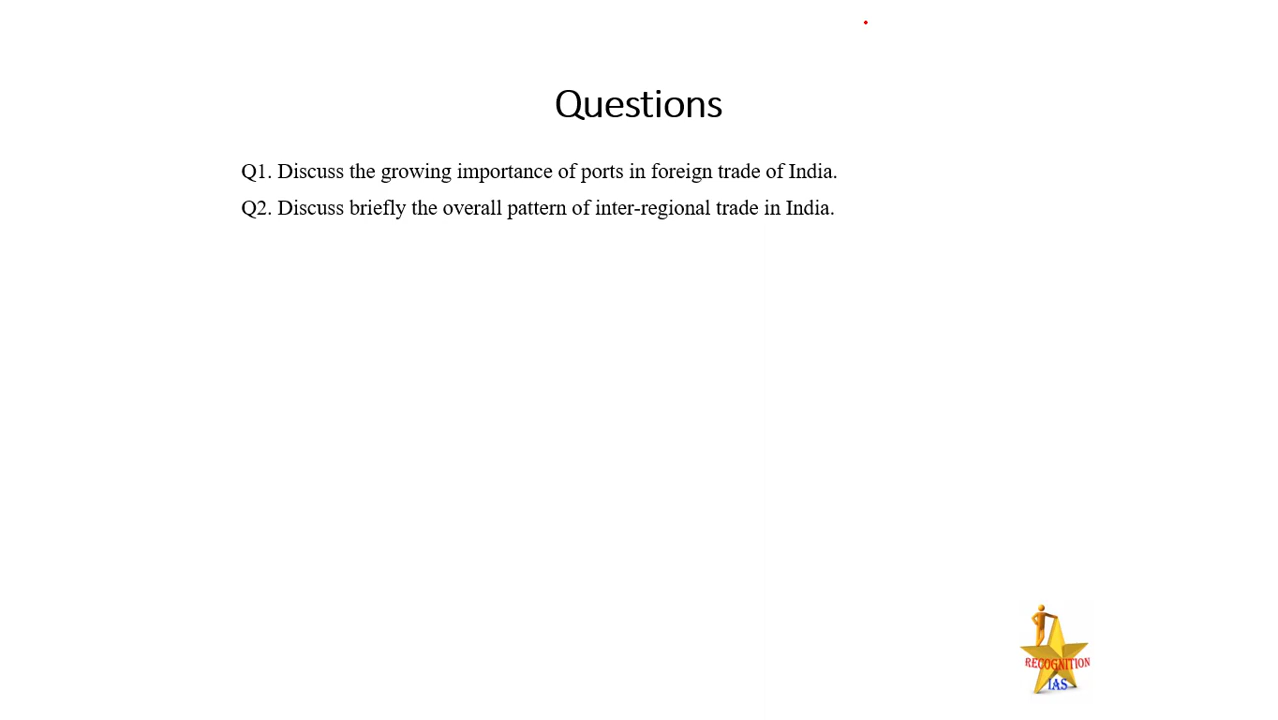 Questions
Q1. Discuss the growing importance of ports in foreign trade of India.
Q2. Discuss briefly the overall pattern of inter-regional trade in India.
RECOGNITION
IAS